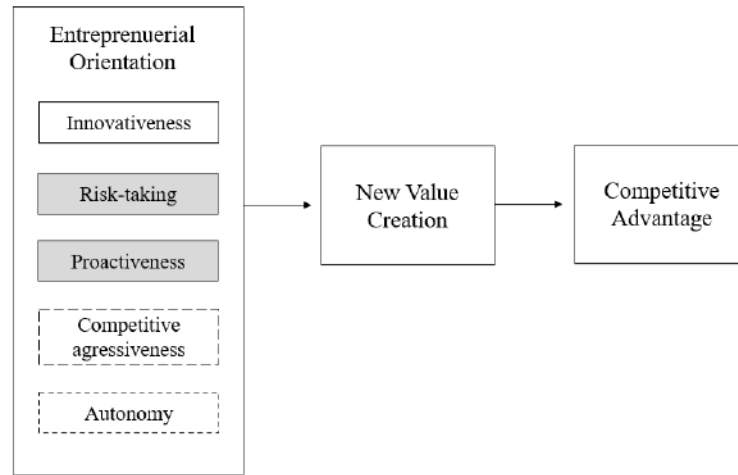 Entreprenuerial
Orientation
Innovativeness
Risk-taking
Proactiveness
Competitive
agressiveness
Autonomy
New Value
Creation
Competitive
Advantage